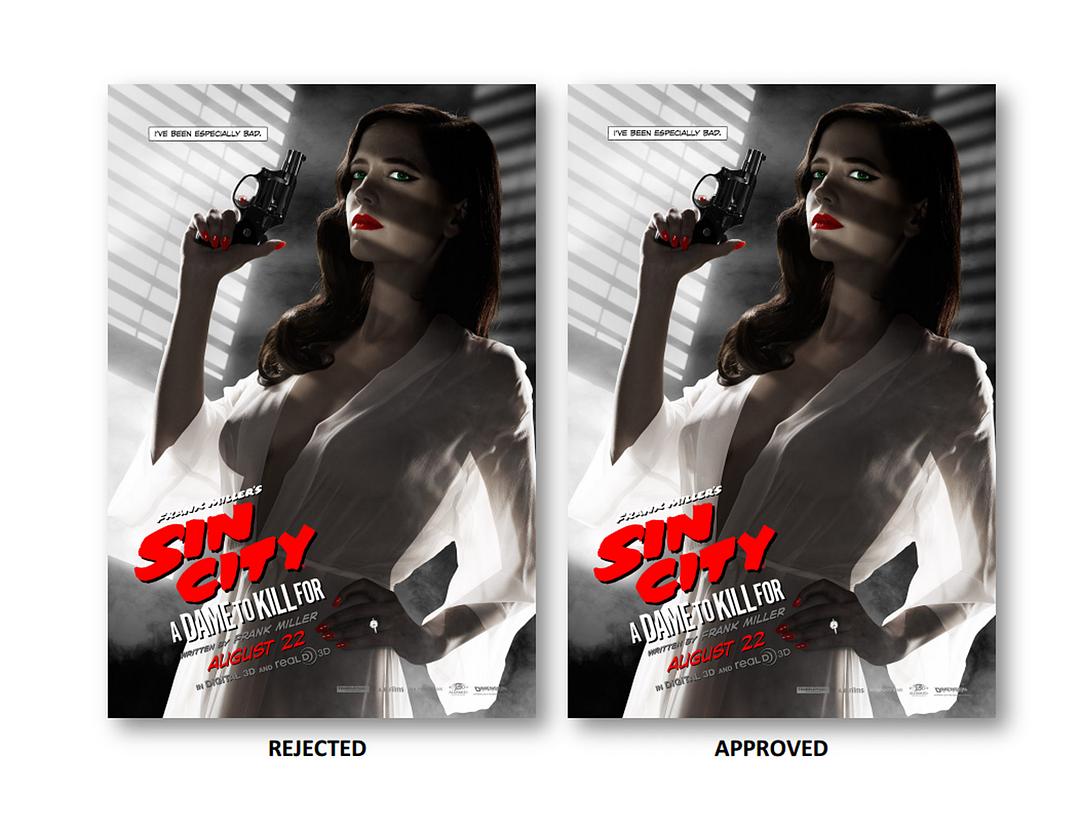 I'VE BEEN ESPECIALLY BAD.
FRANK MILLER'S
SIN
CITY
A DAME TO KILL FOR
WRITTEN BY FRANK MILLER
AUGUST 22
IN DIGITAL 3D AND REAL D 3D
REJECTED
I'VE BEEN ESPECIALLY BAD.
FRANK MILLER'S
SIN
CITY
A DAME TO KILL FOR
WRITTEN BY FRANK MILLER
AUGUST 22
IN DIGITAL 3D AND REAL D 3D
APPROVED